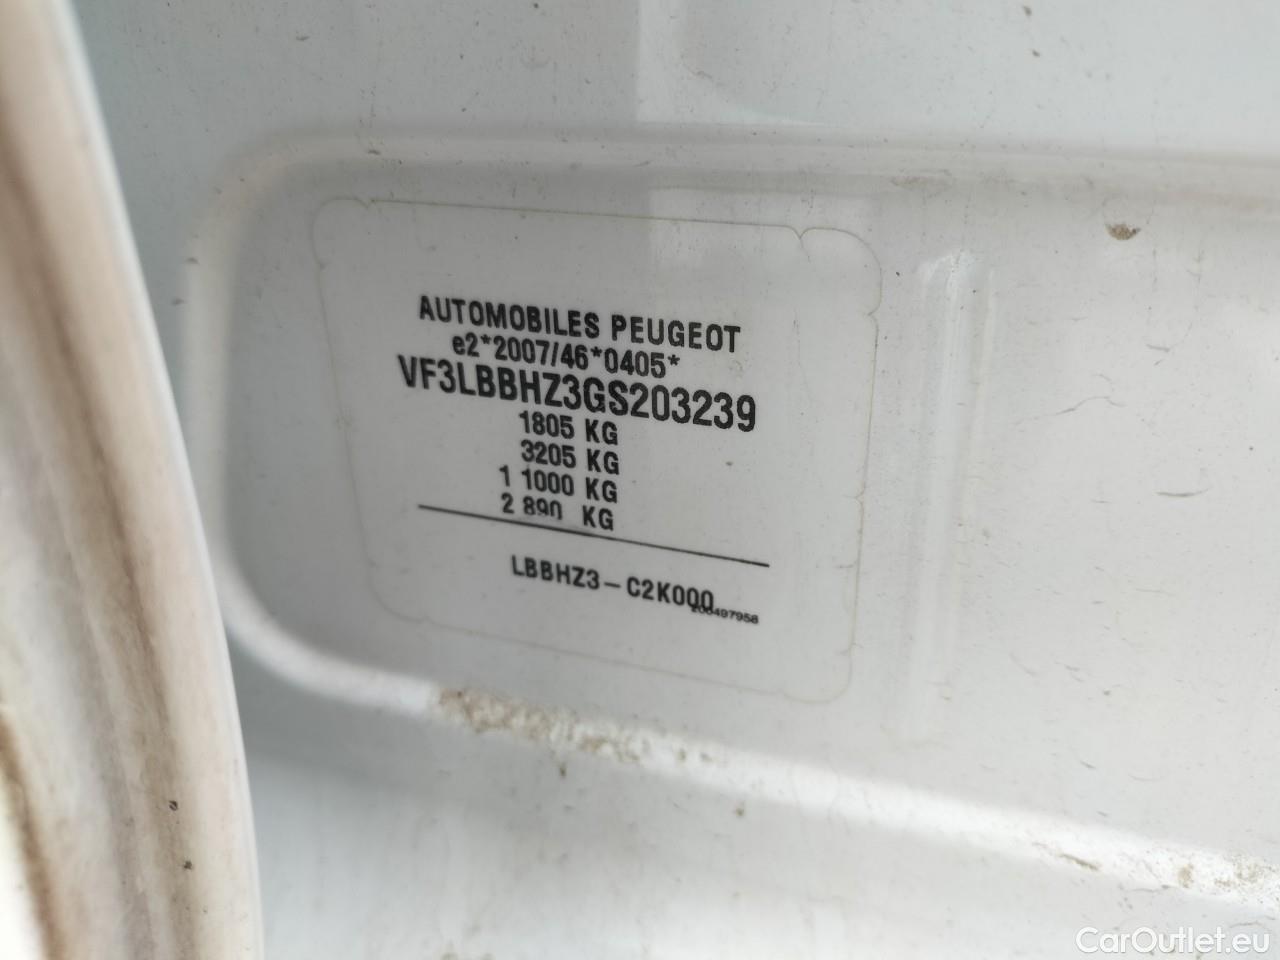 AUTOMOBILES PEUGEOT
e2*2007/46*0405*
VF3LBBHZ3GS203239
1805 KG
3205 KG
1 1000 KG
2 890 KG
LBBHZ3-C2K000
200497958
CarOutlet.eu